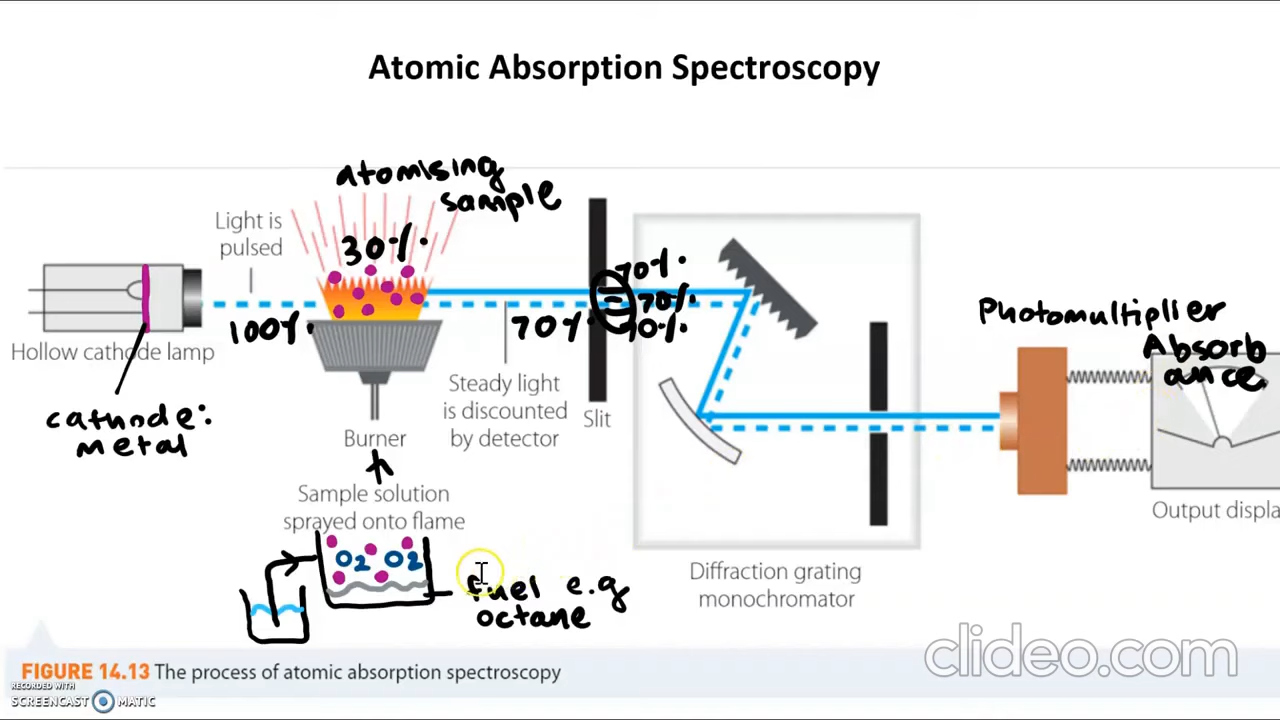 Atomic Absorption Spectroscopy
atomising
sample
Light is
pulsed
30%.
70%.
70%.
70%.
100%.
70%.
Hollow cathode lamp
cathode:
metal
Steady light
is discounted
by detector
Slit
Burner
Sample solution
sprayed onto flame
O2 O2
fuel e.g
octane
Photomultiplier
Absorb
ance
Output displa
Diffraction grating
monochromator
clideo.com
FIGURE 14.13 The process of atomic absorption spectroscopy
RECORDED WITH
SCREENCAST MATIC